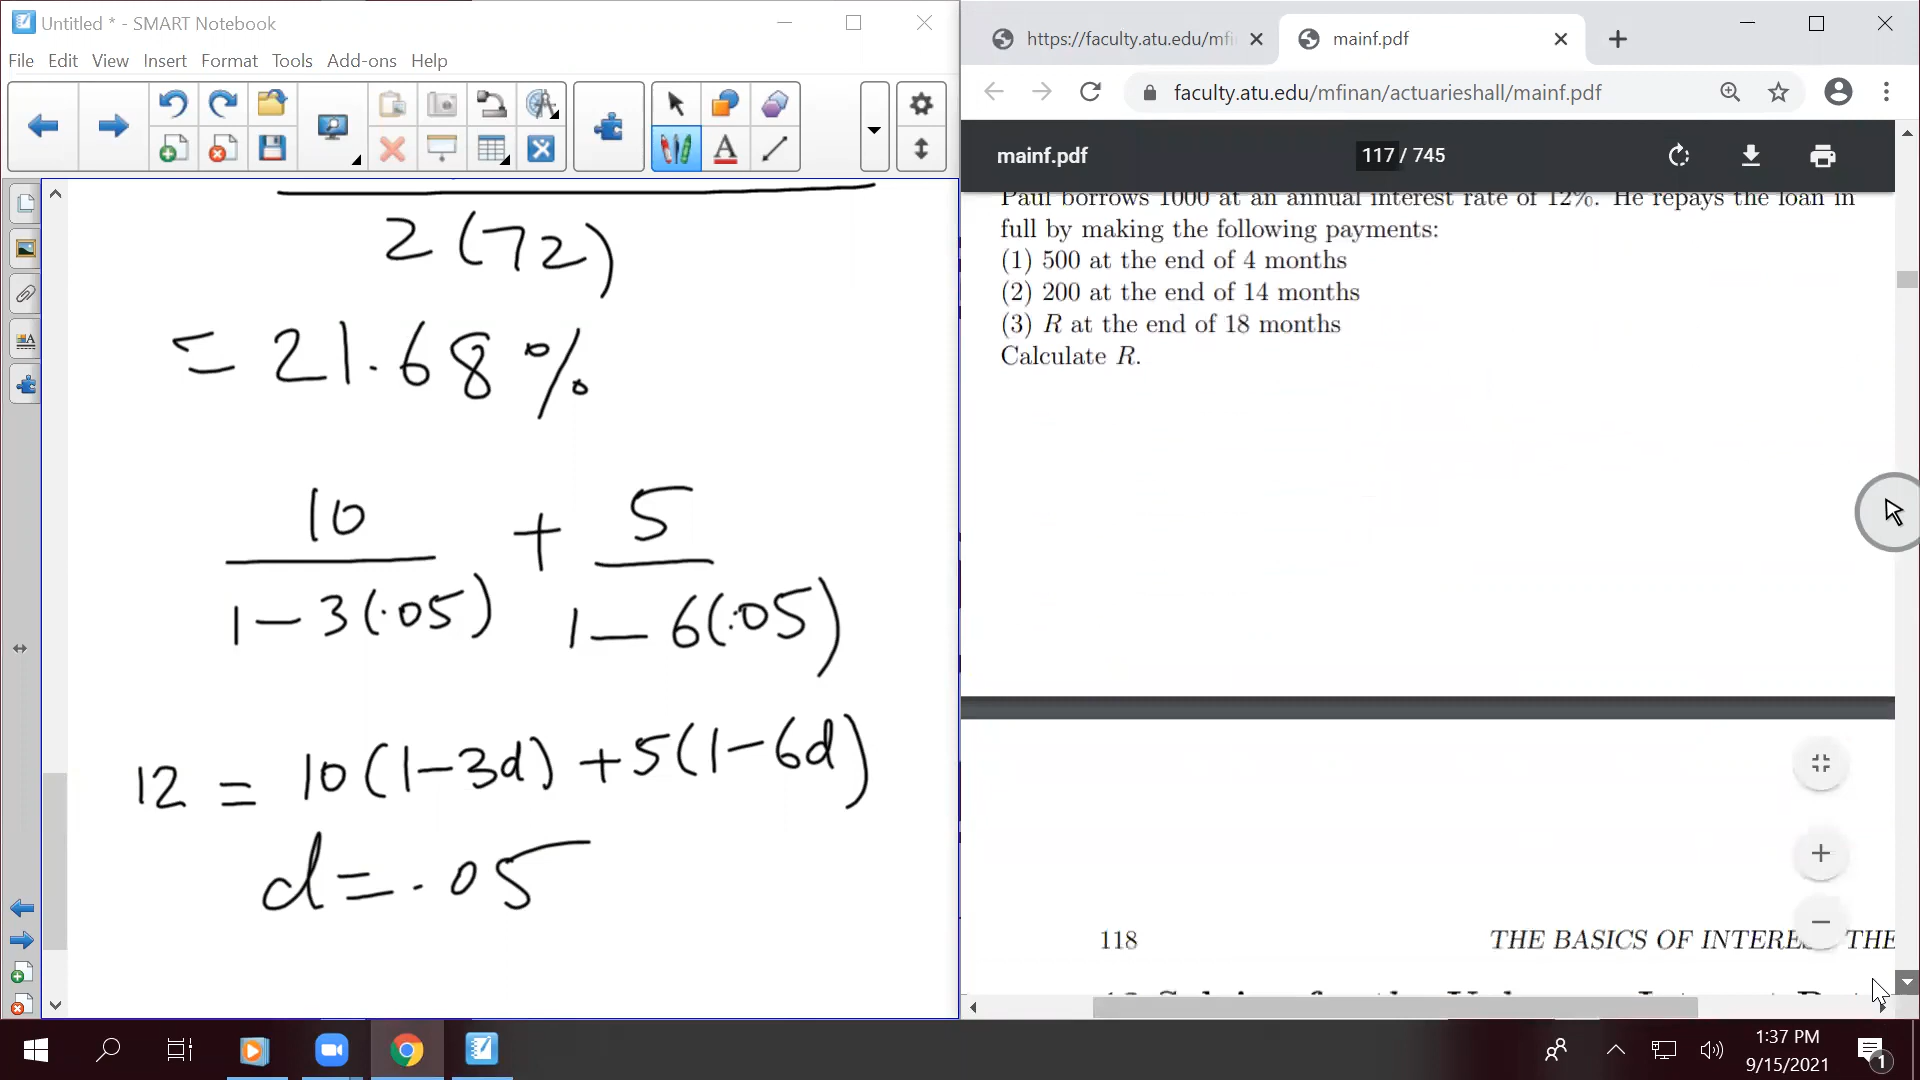 Untitled * - SMART Notebook
File Edit View Insert Format Tools Add-ons Help
2 (72)
= 21.68%
10 + 5
1-3(.05) 1-6(.05)
12 = 10(1-3d) +5(1-6d)
d=.05
https://faculty.atu.edu/mfi
mainf.pdf
faculty.atu.edu/mfinan/actuarieshall/mainf.pdf
mainf.pdf
117 / 745
Paul borrows 1000 at an annual interest rate of 12%. He repays the loan in
full by making the following payments:
(1) 500 at the end of 4 months
(2) 200 at the end of 14 months
(3) R at the end of 18 months
Calculate R.
118 THE BASICS OF INTERES THE
1:37 PM
9/15/2021
1